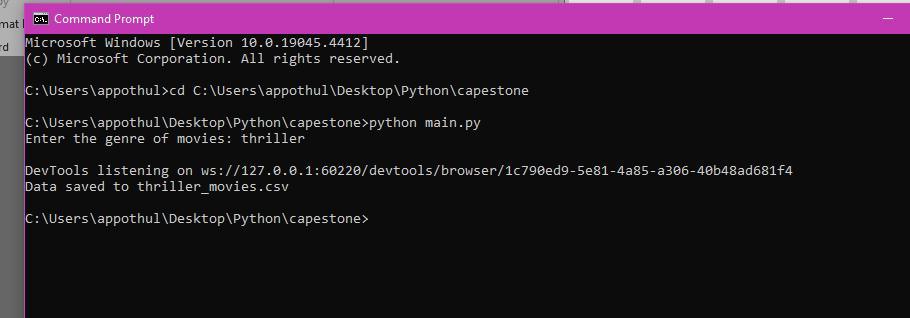 py
mat
rd
Command Prompt
Microsoft Windows [Version 10.0.19045.4412]
(c) Microsoft Corporation. All rights reserved.
C:\Users\appothul>cd C:\Users\appothul\Desktop\Python\capestone
C:\Users\appothul\Desktop\Python\capestone>python main.py
Enter the genre of movies: thriller
DevTools listening on ws://127.0.0.1:60220/devtools/browser/1c790ed9-5e81-4a85-a306-40b48ad681f4
Data saved to thriller_movies.csv
C:\Users\appothul\Desktop\Python\capestone>